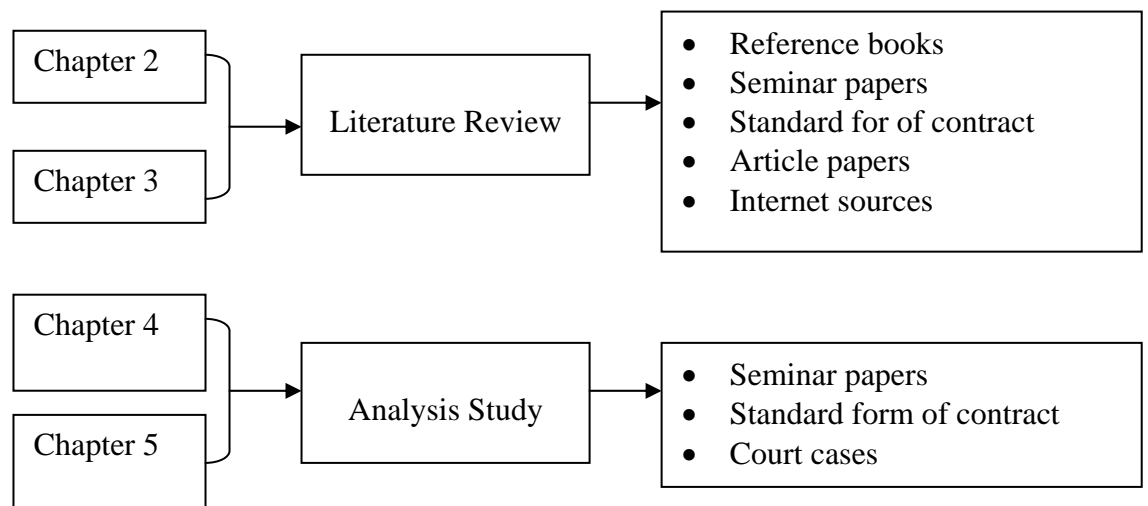 Chapter 2
Chapter 3
Literature Review
• Reference books
• Seminar papers
• Standard for of contract
• Article papers
• Internet sources
Chapter 4
Chapter 5
Analysis Study
• Seminar papers
• Standard form of contract
• Court cases